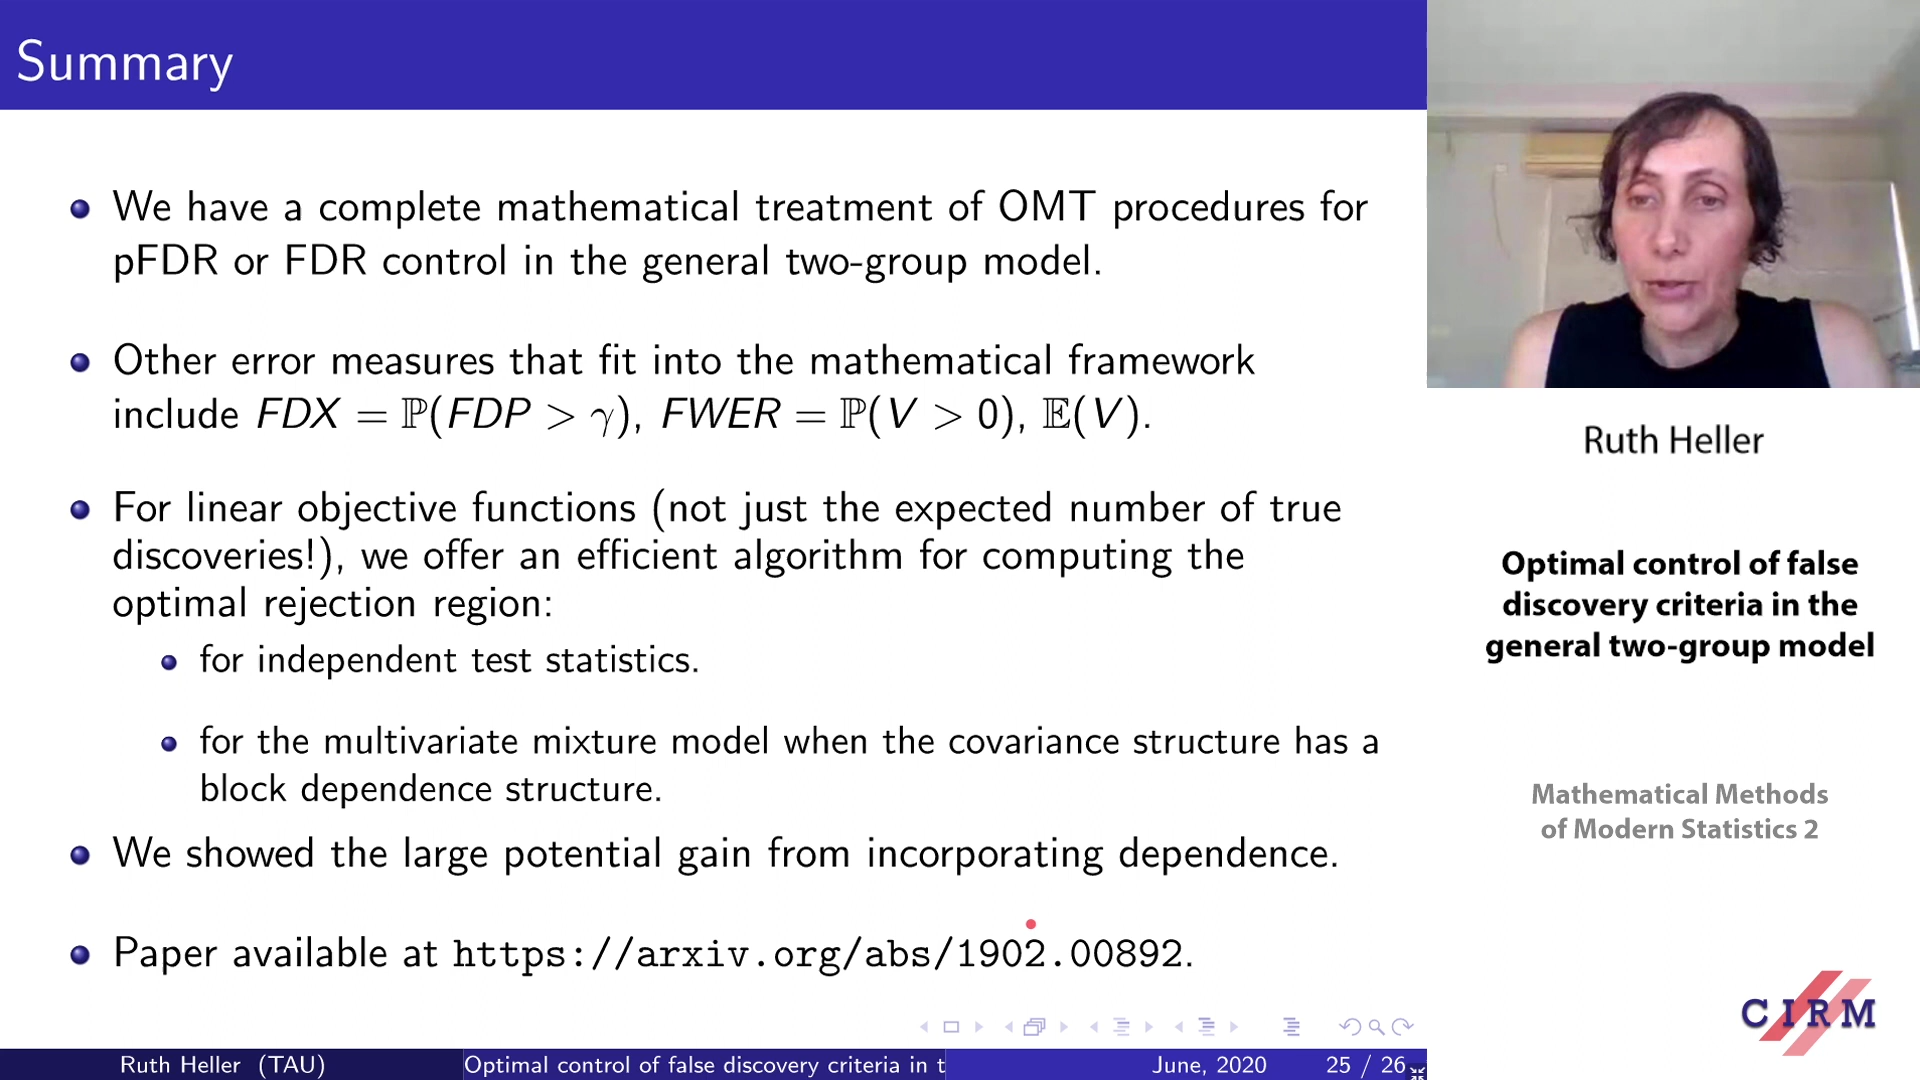 Summary
We have a complete mathematical treatment of OMT procedures for
pFDR or FDR control in the general two-group model.
Other error measures that fit into the mathematical framework
include FDX = ℙ(FDP > γ), FWER = ℙ(V > 0), 𝔼(V).
For linear objective functions (not just the expected number of true
discoveries!), we offer an efficient algorithm for computing the
optimal rejection region:
for independent test statistics.
for the multivariate mixture model when the covariance structure has a
block dependence structure.
We showed the large potential gain from incorporating dependence.
Paper available at https://arxiv.org/abs/1902.00892.
Ruth Heller (TAU)
Optimal control of false discovery criteria in t
June, 2020
25 / 26
Ruth Heller
Optimal control of false
discovery criteria in the
general two-group model
Mathematical Methods
of Modern Statistics 2
CIRM